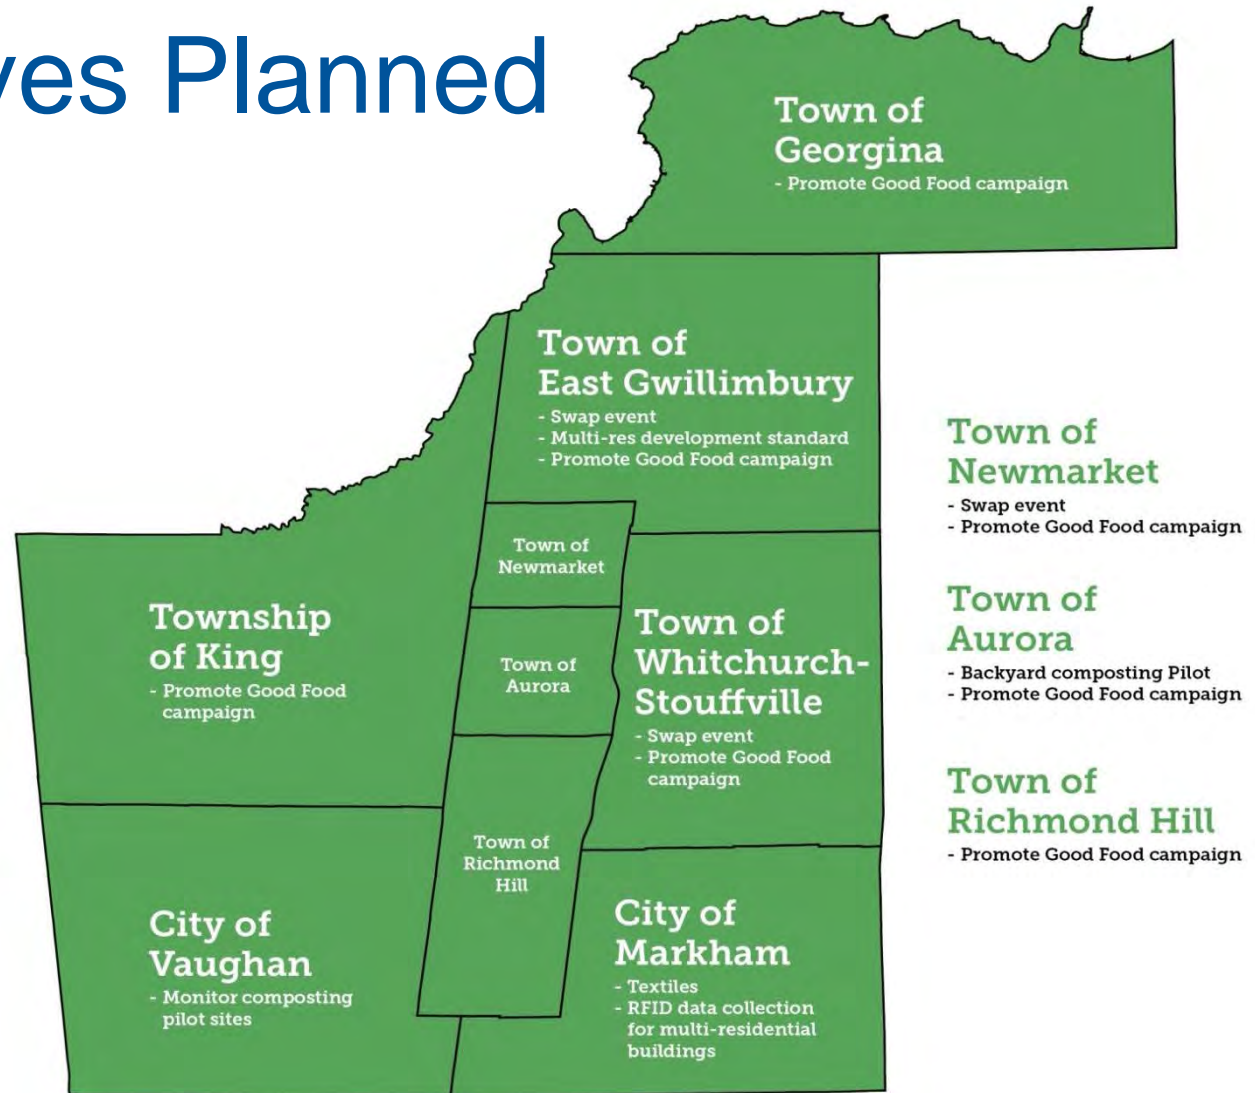 ves Planned
Town of
Georgina
- Promote Good Food campaign
Town of
East Gwillimbury
- Swap event
- Multi-res development standard
- Promote Good Food campaign
Town of
Newmarket
- Swap event
- Promote Good Food campaign
Town of
Newmarket
Township
of King
- Promote Good Food
campaign
Town of
Aurora
Town of
Whitchurch-
Stouffville
- Swap event
- Promote Good Food
campaign
Town of
Aurora
- Backyard composting Pilot
- Promote Good Food campaign
Town of
Richmond Hill
- Promote Good Food campaign
Town of
Richmond
Hill
City of
Vaughan
- Monitor composting
pilot sites
City of
Markham
- Textiles
- RFID data collection
for multi-residential
buildings